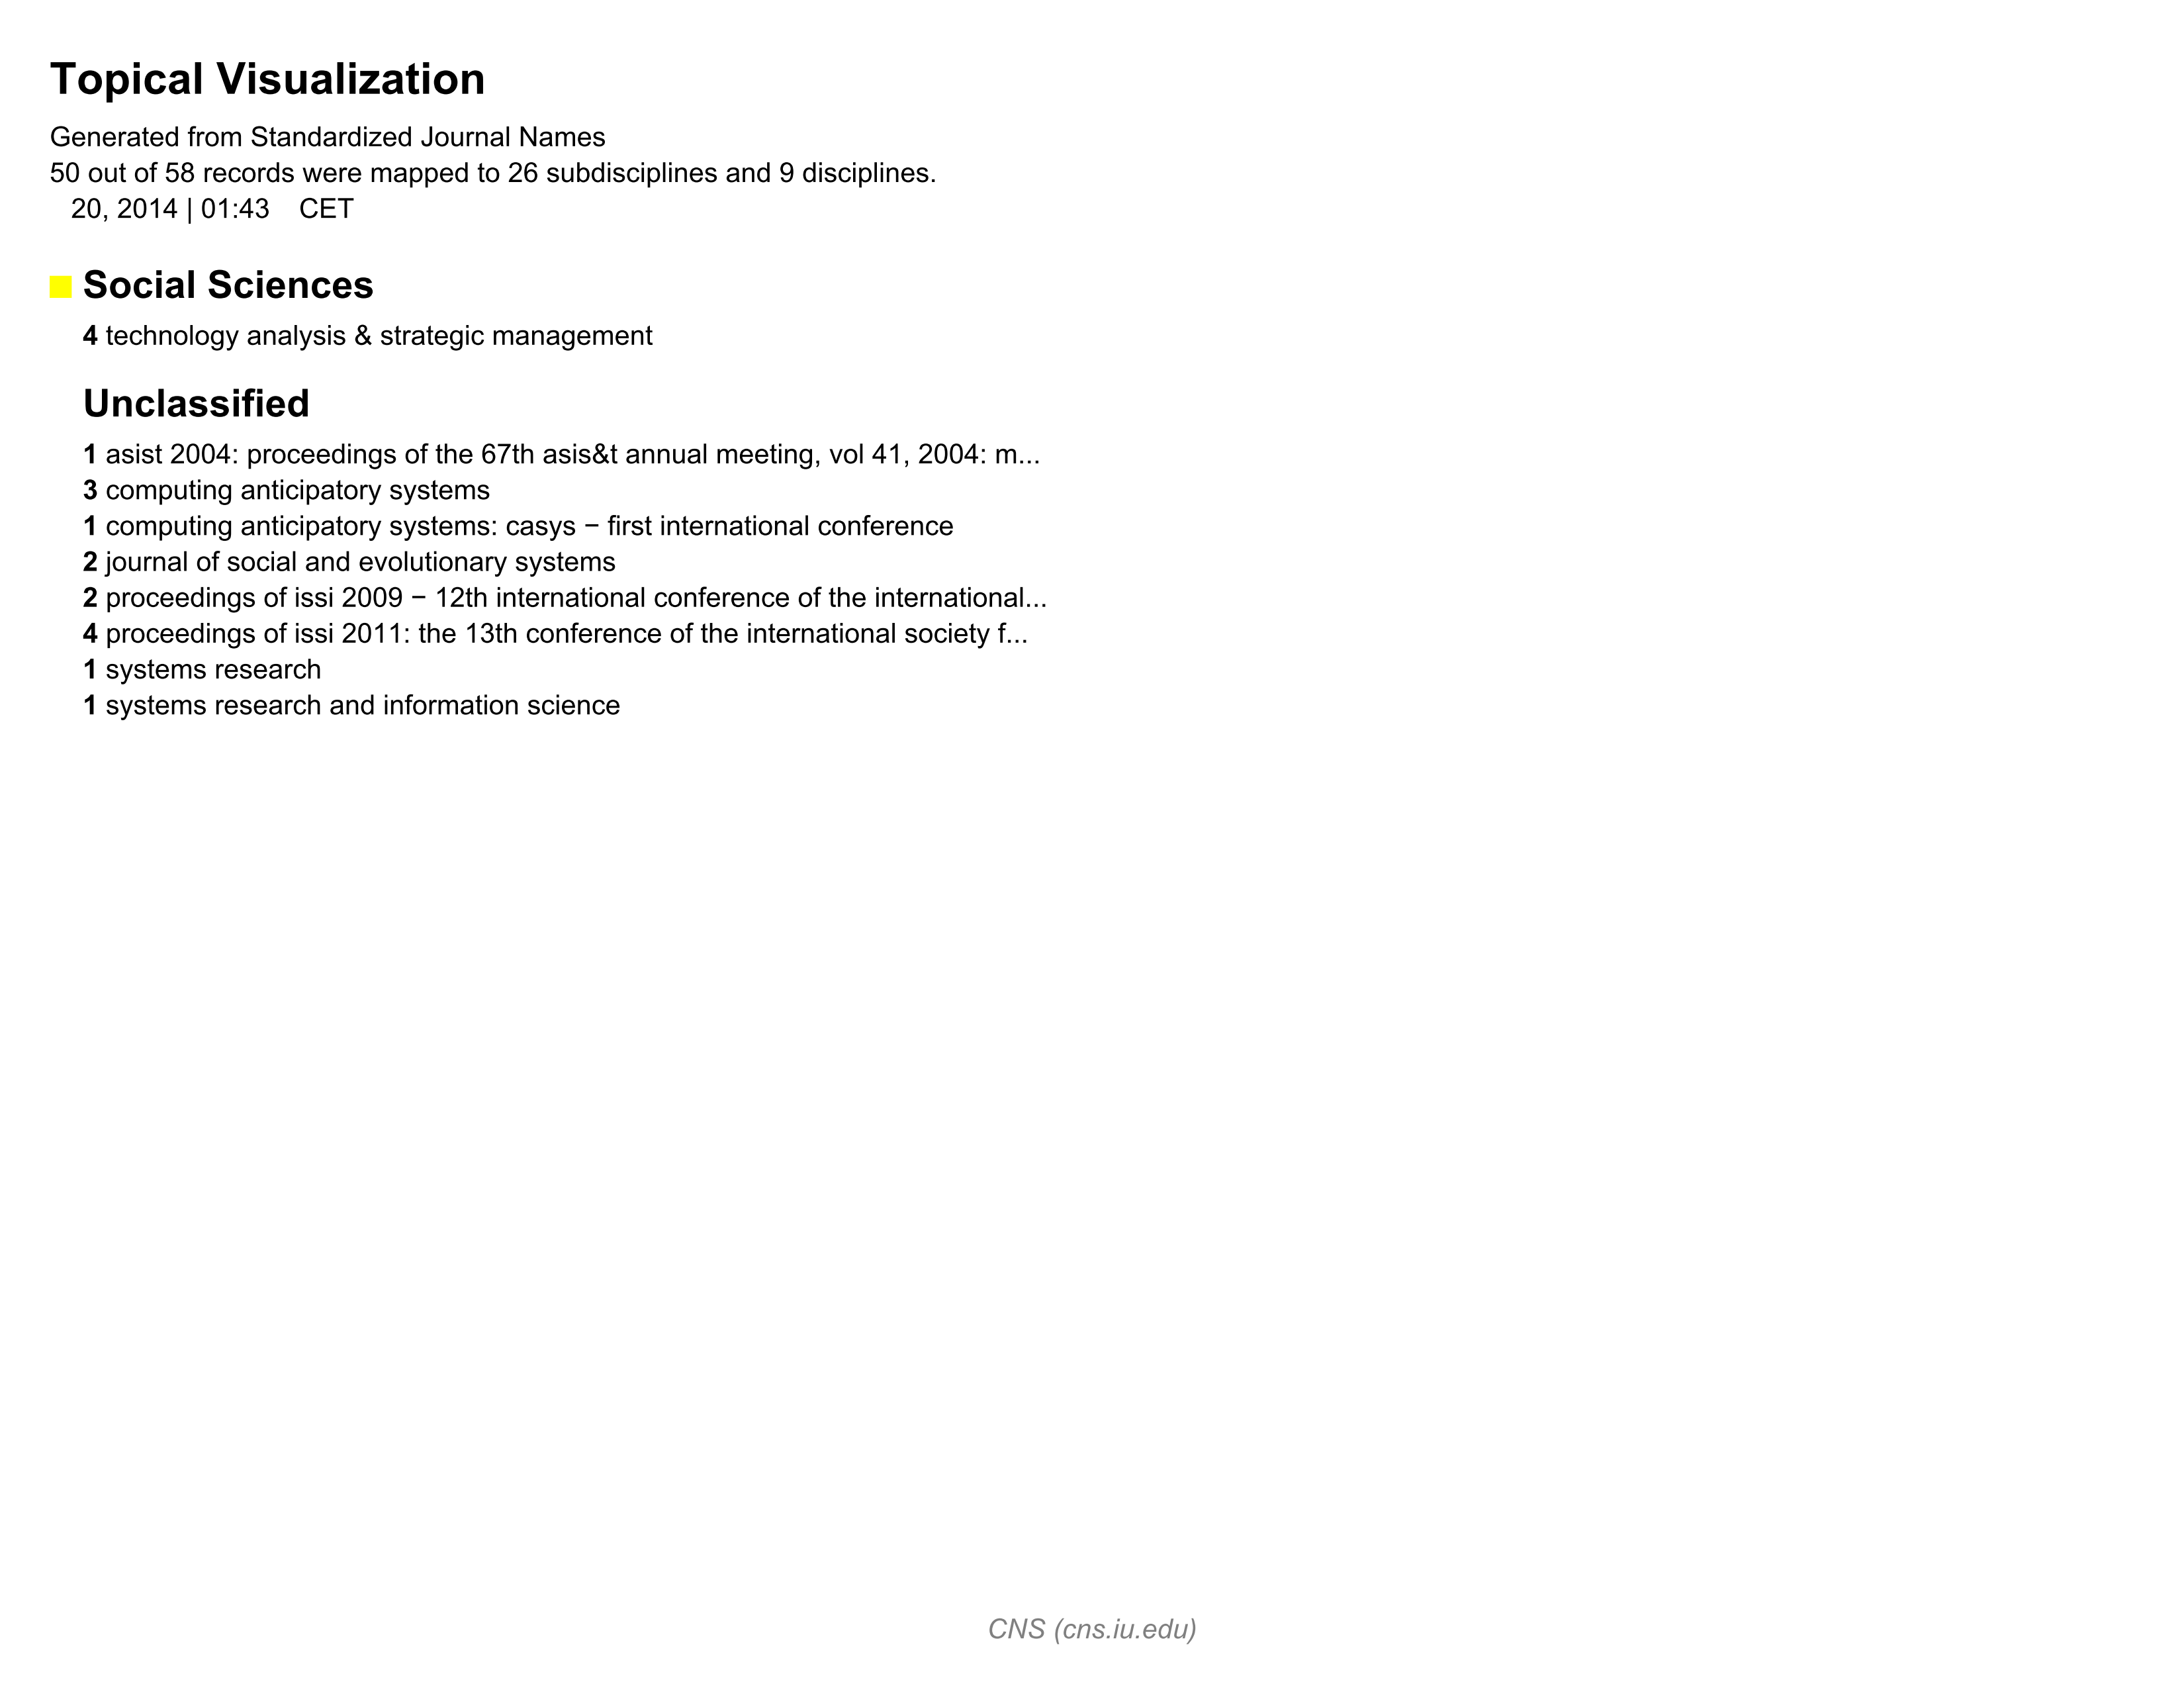 Topical Visualization
Generated from Standardized Journal Names
50 out of 58 records were mapped to 26 subdisciplines and 9 disciplines.
20, 2014 | 01:43 CET
Social Sciences
4 technology analysis & strategic management
Unclassified
1 asist 2004: proceedings of the 67th asis&t annual meeting, vol 41, 2004: m...
3 computing anticipatory systems
1 computing anticipatory systems: casys − first international conference
2 journal of social and evolutionary systems
2 proceedings of issi 2009 − 12th international conference of the international...
4 proceedings of issi 2011: the 13th conference of the international society f...
1 systems research
1 systems research and information science
CNS (cns.iu.edu)